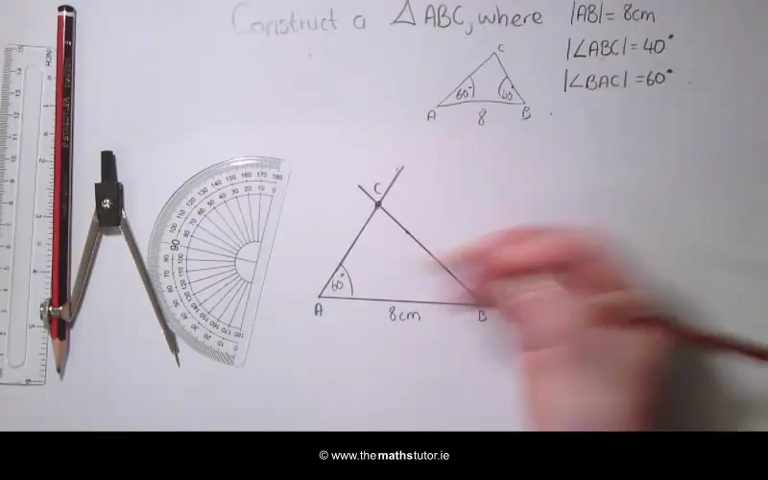 Construct a △ABC, where |AB| = 8cm
|∠ABC| = 40°
|∠BAC| = 60°
C
60°
40°
A
8
B
C
60°
A
8cm
B
© www.themathstutor.ie